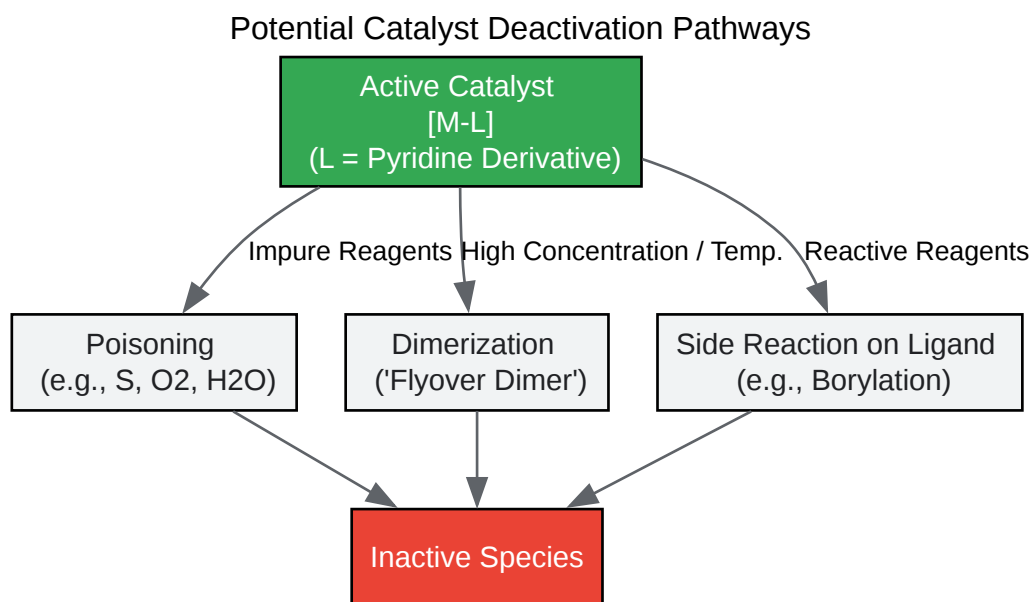 Potential Catalyst Deactivation Pathways
Active Catalyst
[M-L]
(L = Pyridine Derivative)
Impure Reagents
High Concentration / Temp.
Reactive Reagents
Poisoning
(e.g., S, O2, H2O)
Dimerization
('Flyover Dimer')
Side Reaction on Ligand
(e.g., Borylation)
Inactive Species